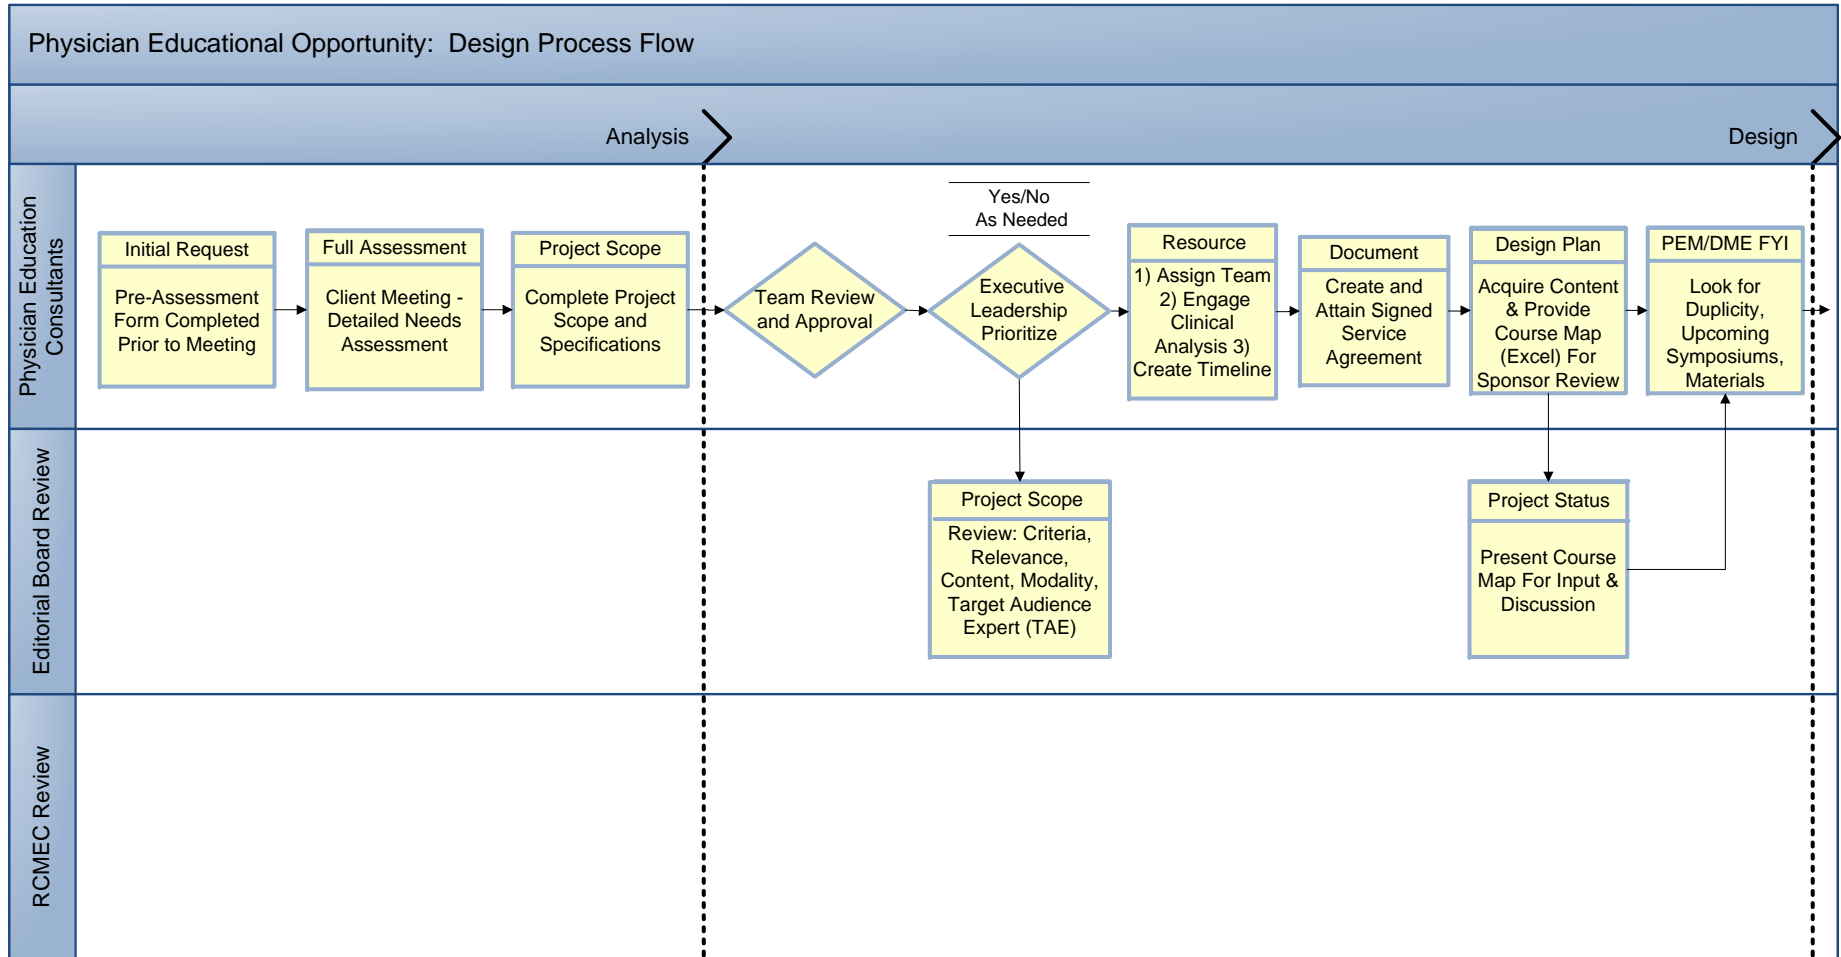 Physician Educational Opportunity:  Design Process Flow
Analysis
Design
Physician Education
Consultants
Initial Request
Pre-Assessment
Form Completed
Prior to Meeting
Full Assessment
Client Meeting -
Detailed Needs
Assessment
Project Scope
Complete Project
Scope and
Specifications
Team Review
and Approval
Yes/No
As Needed
Executive
Leadership
Prioritize
Resource
1) Assign Team
2) Engage
Clinical
Analysis 3)
Create Timeline
Document
Create and
Attain Signed
Service
Agreement
Design Plan
Acquire Content
& Provide
Course Map
(Excel) For
Sponsor Review
PEM/DME FYI
Look for
Duplicity,
Upcoming
Symposiums,
Materials
Editorial Board Review
Project Scope
Review: Criteria,
Relevance,
Content, Modality,
Target Audience
Expert (TAE)
Project Status
Present Course
Map For Input &
Discussion
RCMEC Review